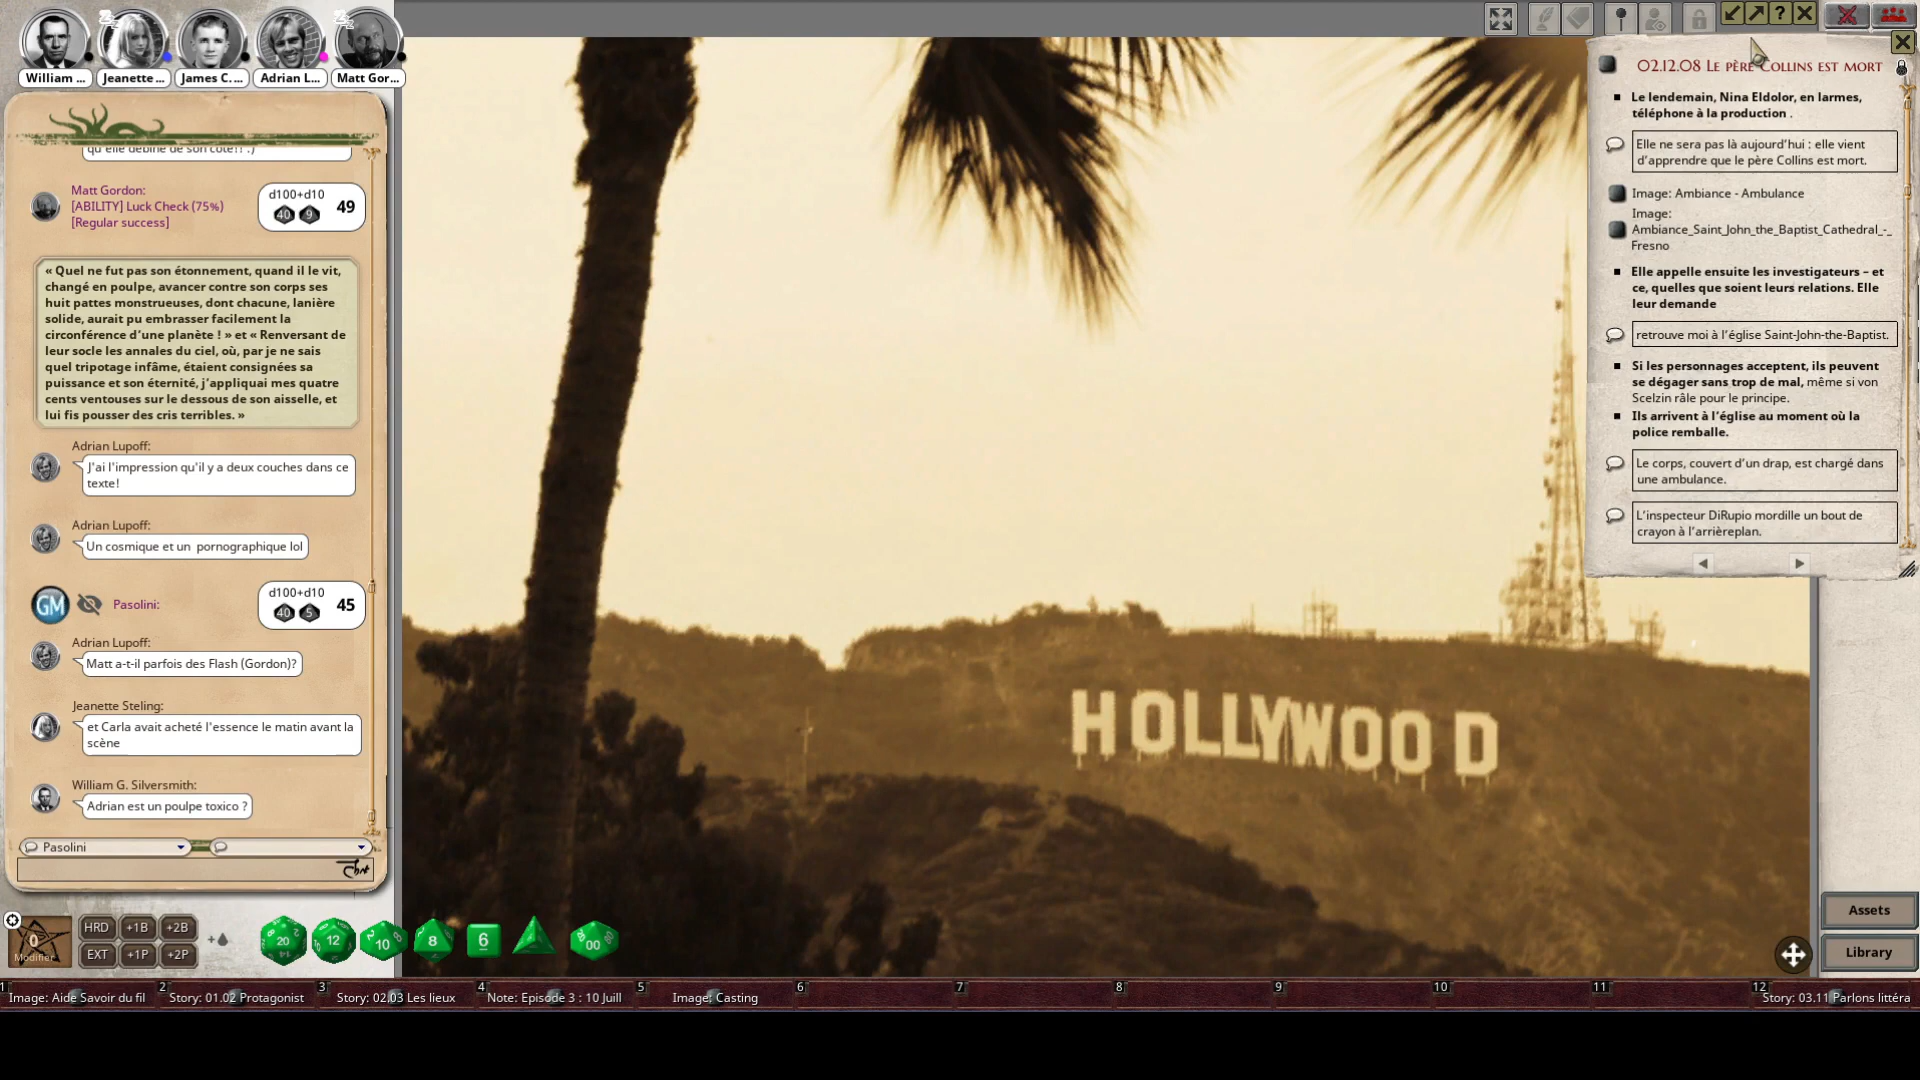 William ...
Jeanette ...
James C. ...
Adrian L...
Matt Gor...
qu'elle débine de son côté!! :)
Matt Gordon:
[ABILITY] Luck Check (75%)
[Regular success]
d100+d10
40 9 49
« Quel ne fut pas son étonnement, quand il le vit,
changé en poulpe, avancer contre son corps ses
huit pattes monstrueuses, dont chacune, lanière
solide, aurait pu embrasser facilement la
circonférence d'une planète ! » et « Renversant de
leur socle les annales du ciel, où, par je ne sais
quel tripotage infâme, étaient consignées sa
puissance et son éternité, j'appliquai mes quatre
cents ventouses sur le dessous de son aisselle, et
lui fis pousser des cris terribles. »
Adrian Lupoff:
J'ai l'impression qu'il y a deux couches dans ce
texte!
Adrian Lupoff:
Un cosmique et un  pornographique lol
GM
Pasolini:
d100+d10
40 5 45
Adrian Lupoff:
Matt a-t-il parfois des Flash (Gordon)?
Jeanette Steling:
et Carla avait acheté l'essence le matin avant la
scène
William G. Silversmith:
Adrian est un poulpe toxico ?
Pasolini
Chat
0
Modifier
HRD +1B +2B
EXT +1P +2P
20 12 10 8 6 00
HOLLYWOOD
02.12.08 Le père Collins est mort
Le lendemain, Nina Eldolor, en larmes,
téléphone à la production .
Elle ne sera pas là aujourd'hui : elle vient
d'apprendre que le père Collins est mort.
Image: Ambiance - Ambulance
Image:
Ambiance_Saint_John_the_Baptist_Cathedral_-_
Fresno
Elle appelle ensuite les investigateurs – et
ce, quelles que soient leurs relations. Elle
leur demande
retrouve moi à l'église Saint-John-the-Baptist.
Si les personnages acceptent, ils peuvent
se dégager sans trop de mal, même si von
Scelzin râle pour le principe.
Ils arrivent à l'église au moment où la
police remballe.
Le corps, couvert d'un drap, est chargé dans
une ambulance.
L'inspecteur DiRupio mordille un bout de
crayon à l'arrièreplan.
Assets
Library
1 2 3 4 5 6 7 8 9 10 11 12
Image: Aide Savoir du fil
Story: 01.02 Protagonist
Story: 02.03 Les lieux
Note: Episode 3 : 10 Juill
Image: Casting
Story: 03.11 Parlons littéra